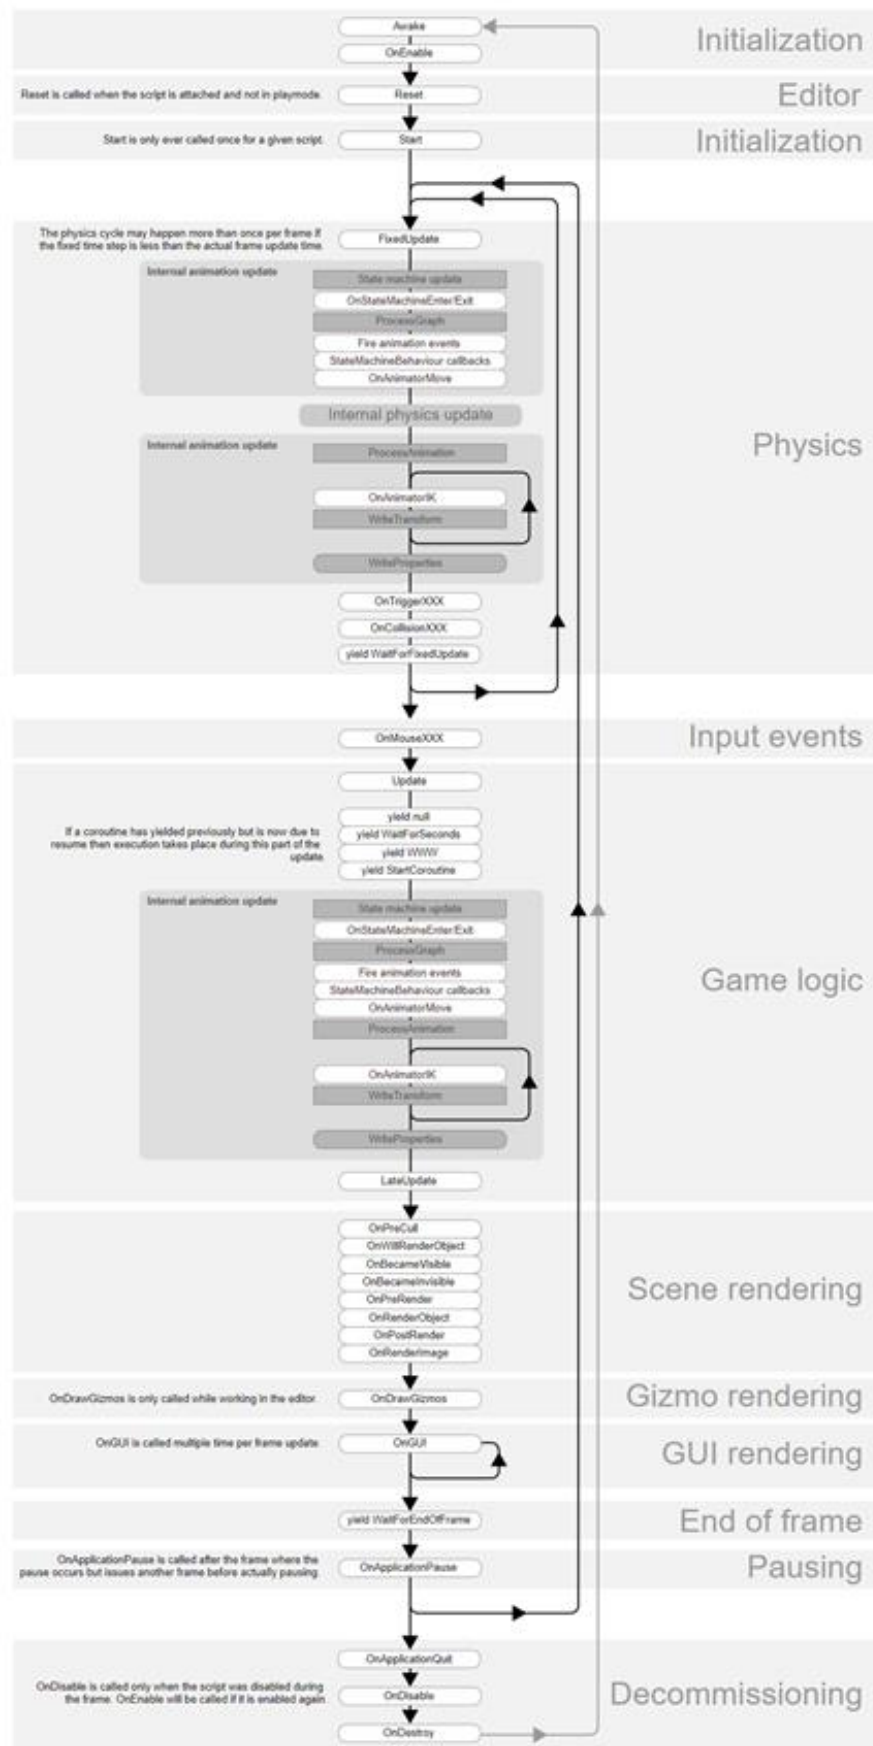 Awake
Initialization
OnEnable
Reset is called when the script is attached and not in playmode.
Reset
Editor
Start is only ever called once for a given script.
Start
Initialization
The physics cycle may happen more than once per frame if
the fixed time step is less than the actual frame update time.
FixedUpdate
Internal animation update
State machine update
OnStateMachineEnter/Exit
ProcessGraph
Fire animation events
StateMachineBehaviour callbacks
OnAnimatorMove
Internal physics update
Physics
Internal animation update
ProcessAnimation
OnAnimatorIK
WriteTransform
WriteProperties
OnTriggerXXX
OnCollisionXXX
yield WaitForFixedUpdate
OnMouseXXX
Input events
Update
If a coroutine has yielded previously but is now due to
resume then execution takes place during this part of the
update.
yield null
yield WaitForSeconds
yield WWW
yield StartCoroutine
Internal animation update
State machine update
OnStateMachineEnter/Exit
ProcessGraph
Fire animation events
StateMachineBehaviour callbacks
OnAnimatorMove
ProcessAnimation
Game logic
OnAnimatorIK
WriteTransform
WriteProperties
LateUpdate
OnPreCull
OnWillRenderObject
OnBecameVisible
OnBecameInvisible
OnPreRender
OnRenderObject
OnPostRender
OnRenderImage
Scene rendering
OnDrawGizmos is only called while working in the editor.
OnDrawGizmos
Gizmo rendering
OnGUI is called multiple time per frame update.
OnGUI
GUI rendering
yield WaitForEndOfFrame
End of frame
OnApplicationPause is called after the frame where the
pause occurs but issues another frame before actually pausing.
OnApplicationPause
Pausing
OnApplicationQuit
OnDisable is called only when the script was disabled during
the frame. OnEnable will be called if it is enabled again
OnDisable
Decommissioning
OnDestroy